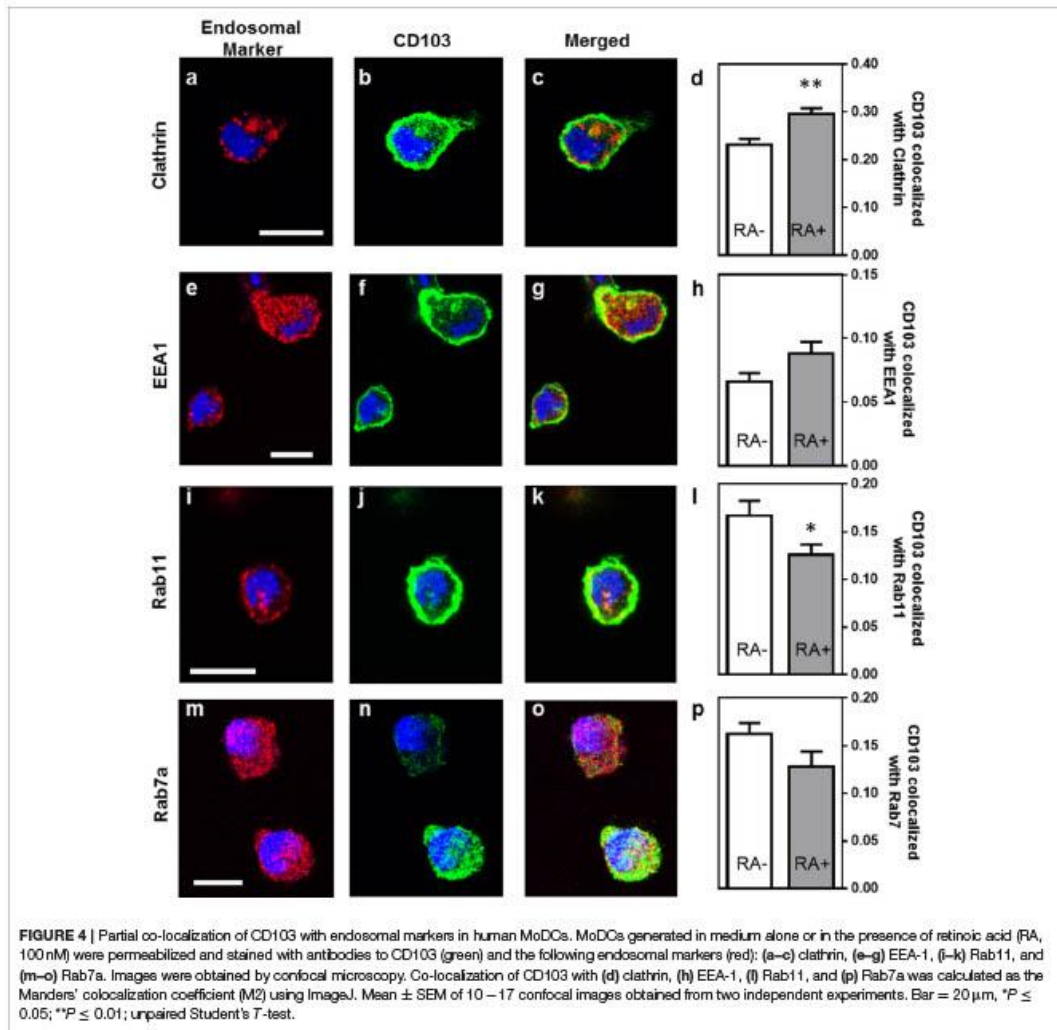 Endosomal
Marker
CD103
Merged
Clathrin
a
b
c
d
**
RA-
RA+
0.40
0.30
0.20
0.10
0.00
CD103 colocalized
with Clathrin
EEA1
e
f
g
h
RA-
RA+
0.15
0.10
0.05
0.00
CD103 colocalized
with EEA1
Rab11
i
j
k
l
*
RA-
RA+
0.20
0.15
0.10
0.05
0.00
CD103 colocalized
with Rab11
Rab7a
m
n
o
p
RA-
RA+
0.20
0.15
0.10
0.05
0.00
CD103 colocalized
with Rab7
FIGURE 4 | Partial co-localization of CD103 with endosomal markers in human MoDCs. MoDCs generated in medium alone or in the presence of retinoic acid (RA,
100 nM) were permeabilized and stained with antibodies to CD103 (green) and the following endosomal markers (red): (a–c) clathrin, (e–g) EEA-1, (i–k) Rab11, and
(m–o) Rab7a. Images were obtained by confocal microscopy. Co-localization of CD103 with (d) clathrin, (h) EEA-1, (l) Rab11, and (p) Rab7a was calculated as the
Manders' colocalization coefficient (M2) using ImageJ. Mean ± SEM of 10 – 17 confocal images obtained from two independent experiments. Bar = 20 μm, *P ≤
0.05; **P ≤ 0.01; unpaired Student's T-test.